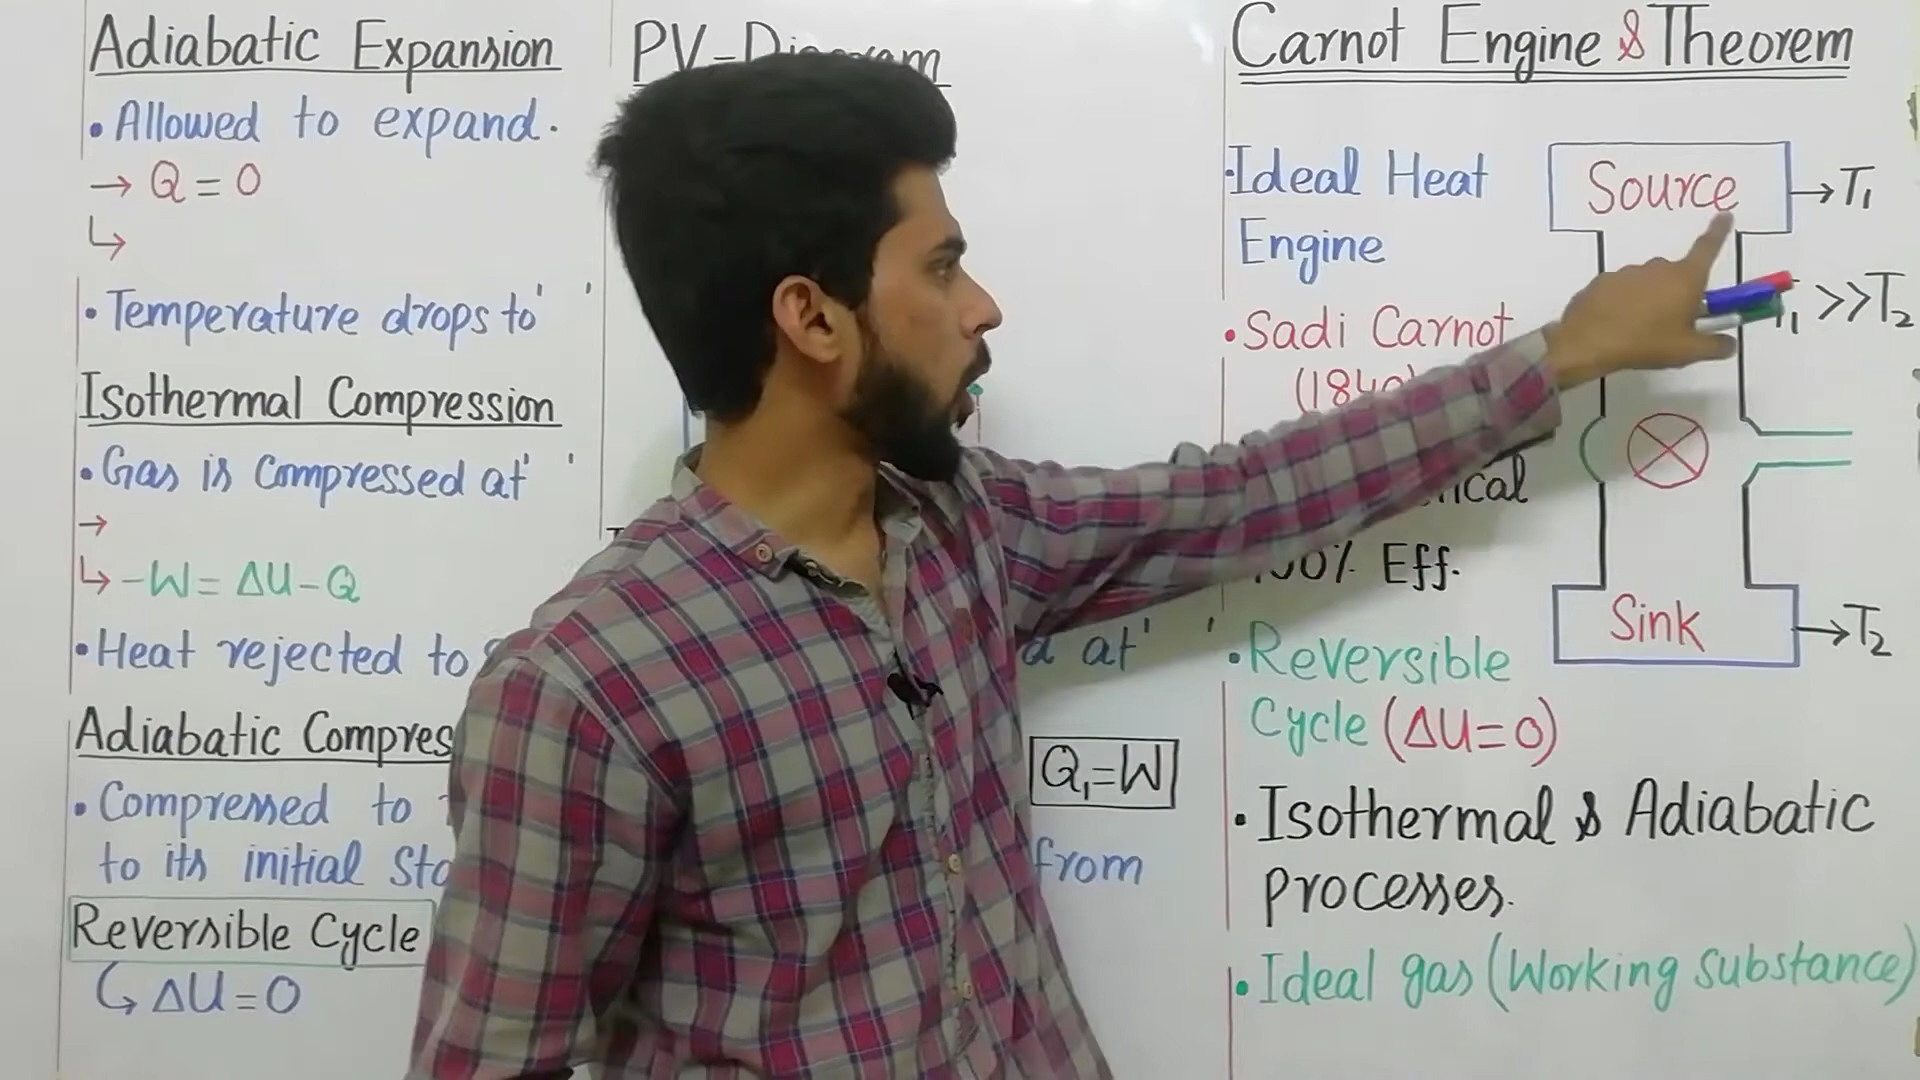 Adiabatic Expansion
• Allowed to expand.
→ Q = 0
↳
• Temperature drops to ' '
Isothermal Compression
• Gas is compressed at ' '
→
↳ -W = ΔU - Q
• Heat rejected to
Adiabatic
• Compressed to
to its initial
Reversible Cycle
↳ ΔU = 0
PV-Diagram
at ' '
Q₁=W
from
Carnot Engine & Theorem
• Ideal Heat
Engine
• Sadi Carnot
Eff.
• Reversible
Cycle (ΔU=0)
• Isothermal & Adiabatic
processes.
• Ideal gas (Working substance)
Source → T₁
>>T₂
Sink → T₂